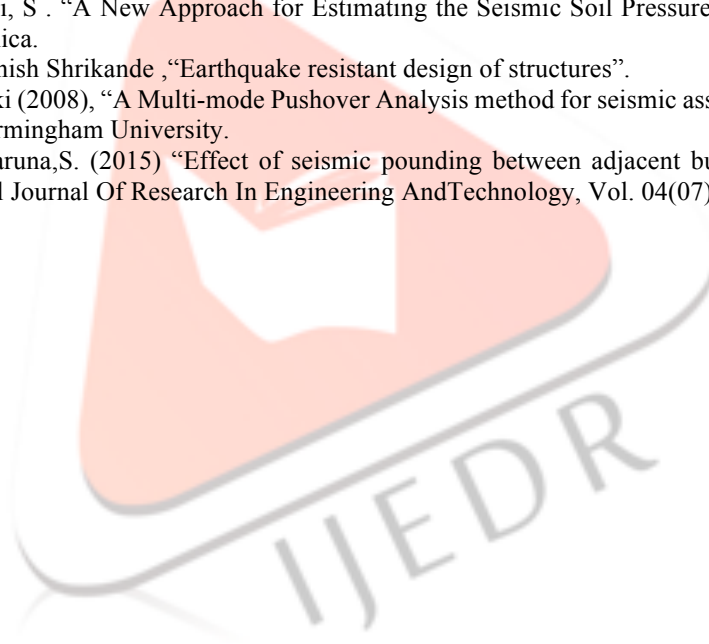 i, S . “A New Approach for Estimating the Seismic Soil Pressure
ica.
nish Shrikande ,“Earthquake resistant design of structures”.
ki (2008), “A Multi-mode Pushover Analysis method for seismic ass
rmingham University.
aruna,S. (2015) “Effect of seismic pounding between adjacent bu
l Journal Of Research In Engineering AndTechnology, Vol. 04(07)
IJEDR